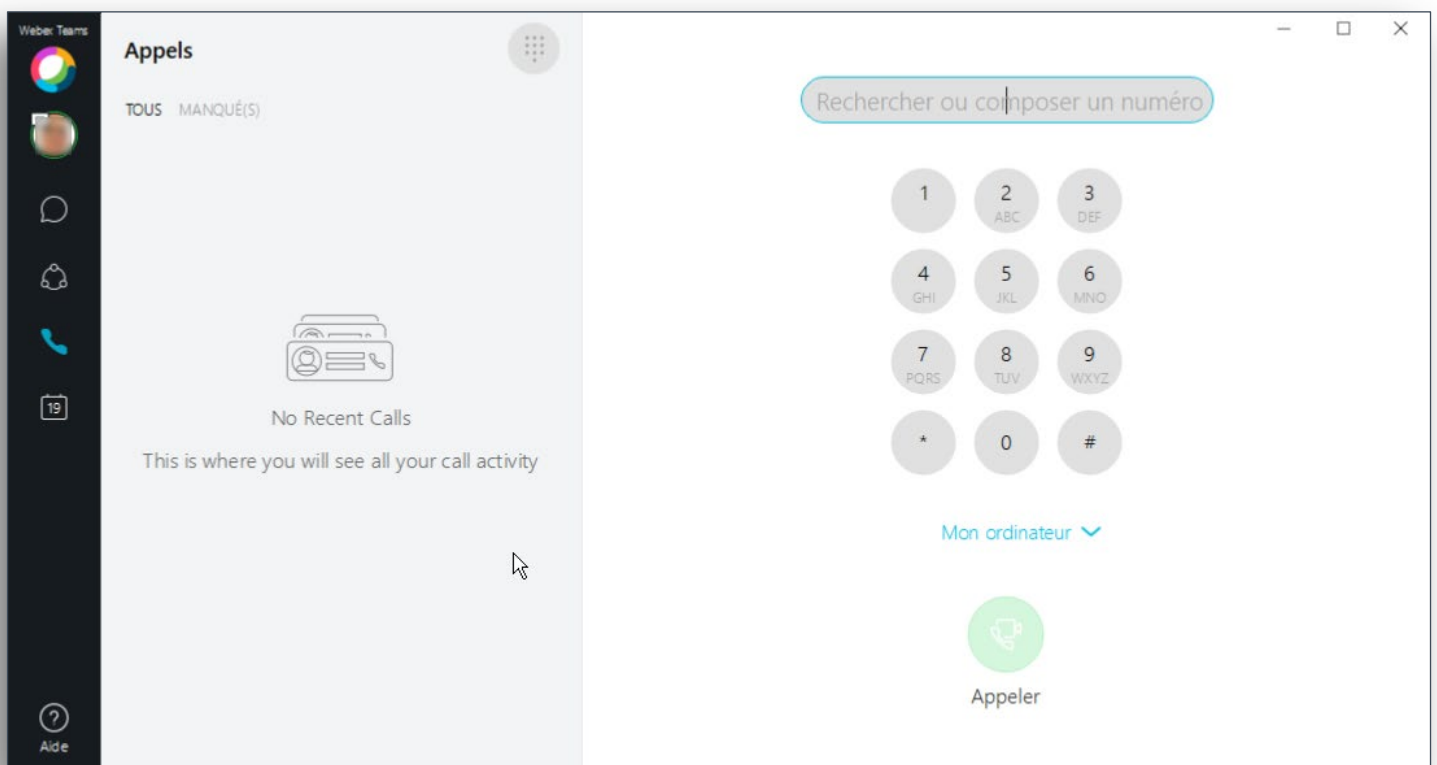 Webex Teams
Appels
TOUS MANQUÉ(S)
19
No Recent Calls
This is where you will see all your call activity
Aide
Rechercher ou composer un numéro
1 2 3
ABC DEF
4 5 6
GHI JKL MNO
7 8 9
PQRS TUV WXYZ
* 0 #
Mon ordinateur
Appeler